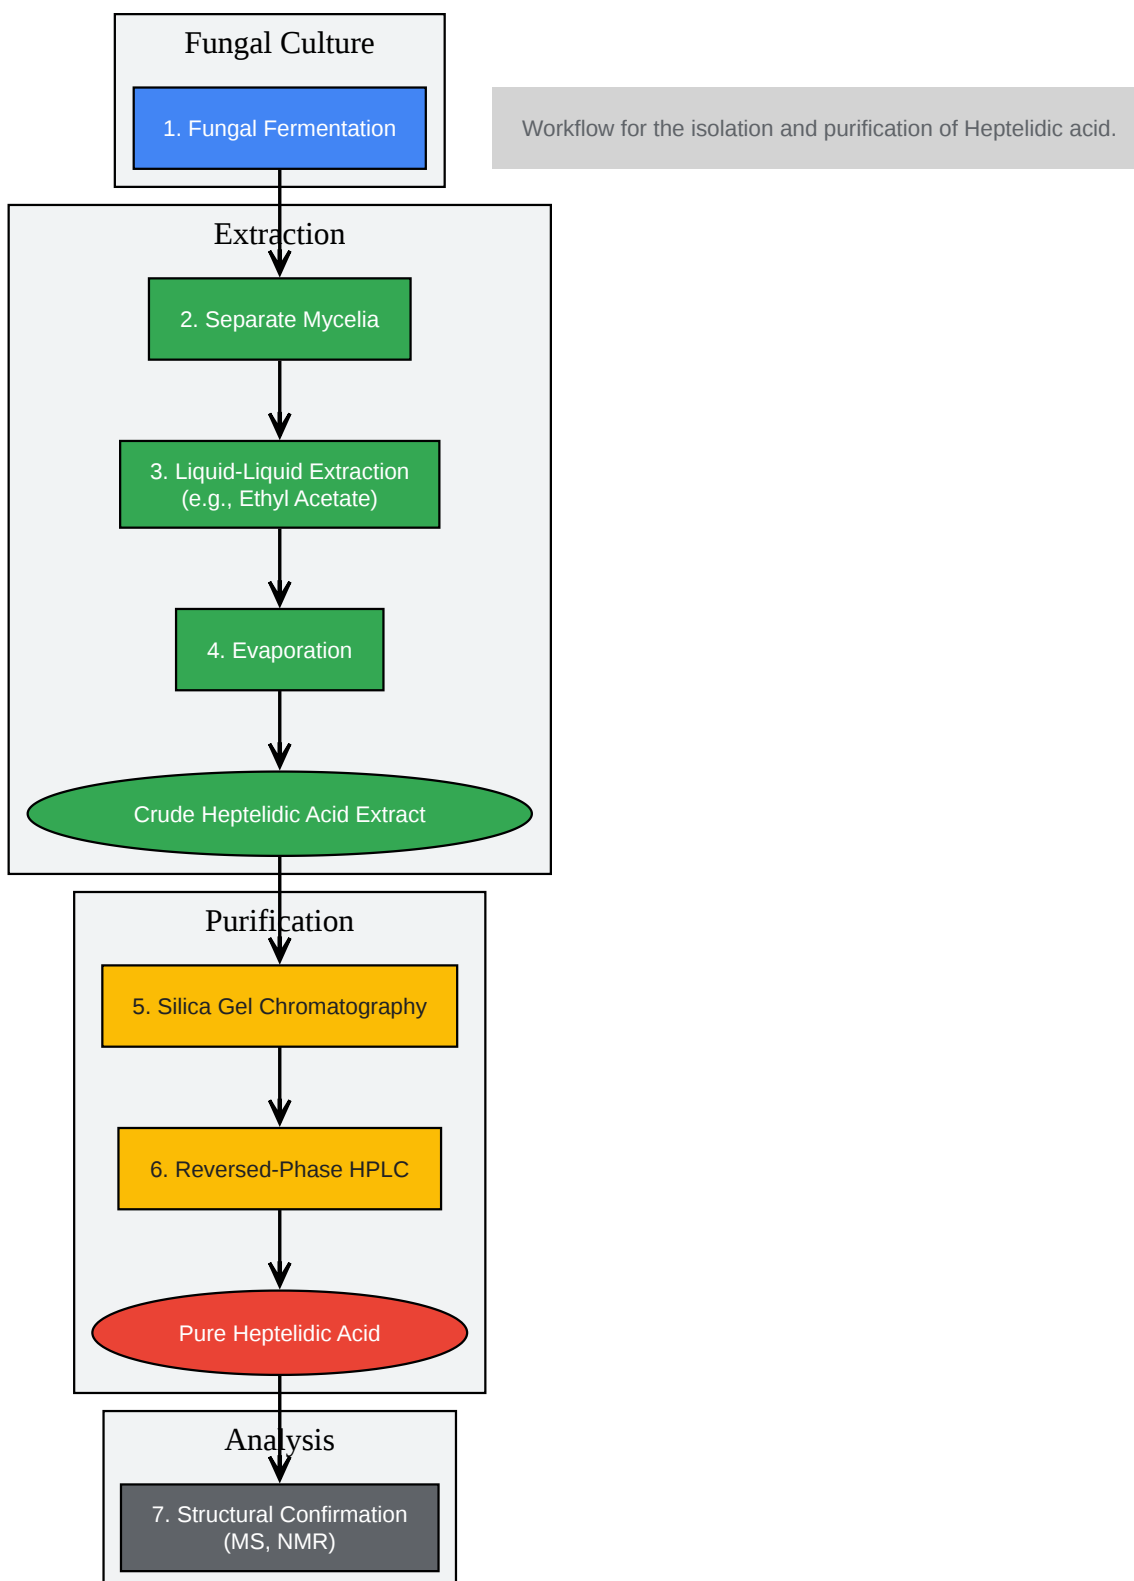 Fungal Culture
1. Fungal Fermentation
Workflow for the isolation and purification of Heptelidic acid.
Extraction
2. Separate Mycelia
3. Liquid-Liquid Extraction
(e.g., Ethyl Acetate)
4. Evaporation
Crude Heptelidic Acid Extract
Purification
5. Silica Gel Chromatography
6. Reversed-Phase HPLC
Pure Heptelidic Acid
Analysis
7. Structural Confirmation
(MS, NMR)